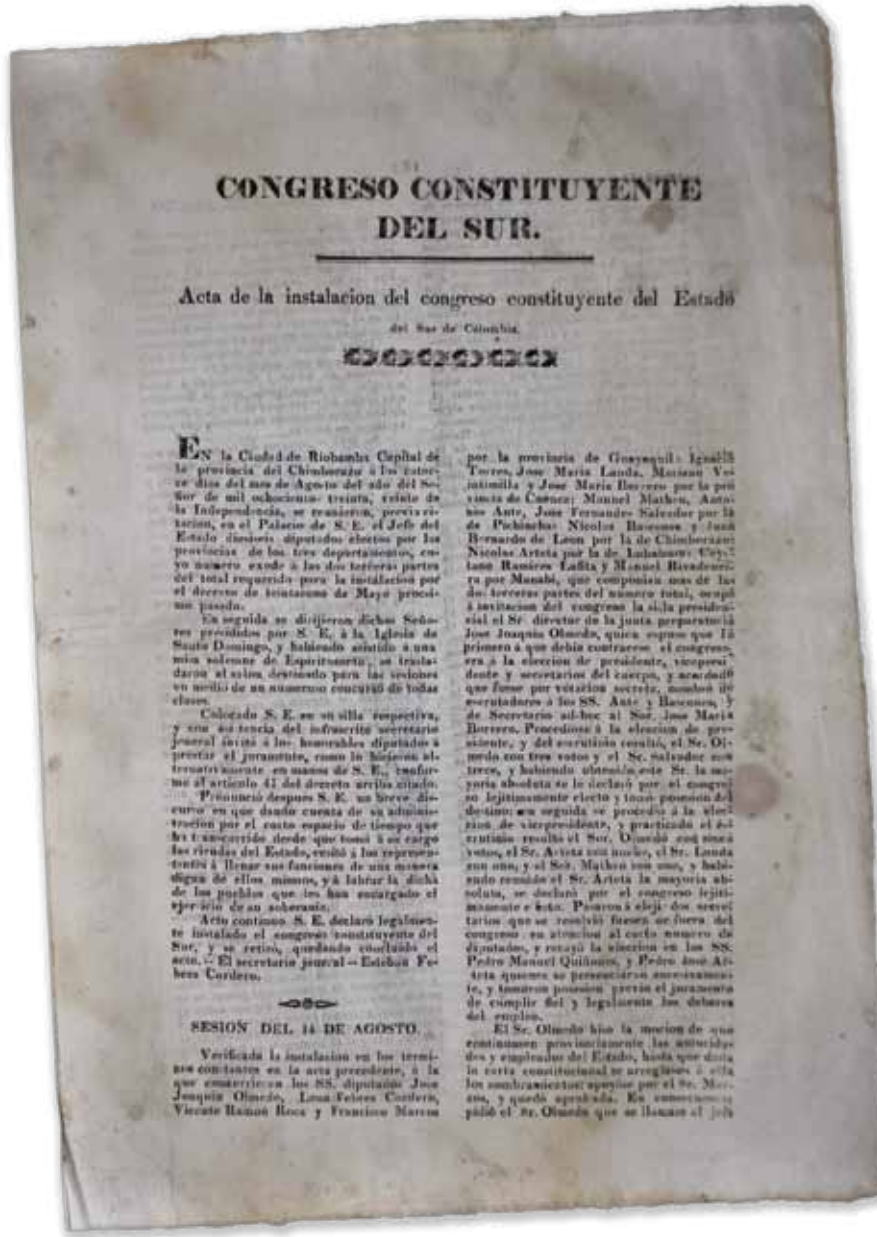 CONGRESO CONSTITUYENTE
DEL SUR.
Acta de la instalacion del congreso constituyente del Estado
del Sur de Colombia.
EN la Ciudad de Riobamba Capital de
la provincia del Chimborazo á los cator-
ce dias del mes de Agosto del año del Se-
ñor de mil ochocientos treinta, veinte de
la Independencia, se reunieron, previa ci-
tacion, en el Palacio de S. E. el Jefe del
Estado dieziseis diputados electos por las
provincias de los tres departamentos, cu-
yo numero exede á las dos terceras partes
del total requerido para la instalacion por
el decreto de treintauno de Mayo procsi-
mo pasado.
En seguida se dirijieron dichos Seño-
res precididos por S. E. á la Iglesia de
Santo Domingo, y habiendo asistido á una
misa solemne de Espiritusanto, se trasla-
daron al salon destinado para las sesiones
en medio de un numeroso concurso de todas
clases.
Colocado S. E. en su silla respectiva,
y con asistencia del infrascrito secretario
jeneral invitó á los honorables diputados á
prestar el juramento, como lo hicieron al-
ternativamente en manos de S. E., confor-
me al articulo 41 del decreto arriba citado.
Pronunció despues S. E. un breve dis-
curso en que dando cuenta de su adminis-
tracion por el corto espacio de tiempo que
ha transcurrido desde que tomó á su cargo
las riendas del Estado, escitó á los represen-
tantes á llenar sus funciones de una manera
digna de ellos mismos, y á labrar la dicha
de los pueblos que les han encargado el
ejercicio de su soberania.
Acto continuo S. E. declaró legalmen-
te instalado el congreso constituyente del
Sur, y se retiró, quedando concluido el
acto. — El secretario jeneral — Esteban Fe-
bres Cordero.
SESION DEL 14 DE AGOSTO.
Verificada la instalacion en los termi-
nos constantes en la acta precedente, á la
que concurrieron los SS. diputados Jose
Joaquin Olmedo, Leon Febres Cordero,
Vicente Ramon Roca y Francisco Marcos
por la provincia de Guayaquil: Ignacio
Torres, Jose Maria Landa, Mariano Ve-
intimilla y Jose Maria Borrero por la pro
vincia de Cuenca: Manuel Matheu, Anto-
nio Ante, Jose Fernandez Salvador por la
de Pichincha: Nicolas Bascones y Juan
Bernardo de Leon por la de Chimborazo:
Nicolas Arteta por la de Imbabura: Caye-
tano Ramires Lafita y Manuel Rivadenei-
ra por Manabí, que componian mas de las
dos terceras partes del número total, ocupó
á invitacion del congreso la silla presiden-
cial el Sr. director de la junta preparatoria
Jose Joaquin Olmedo, quien espuso que lo
primero á que debia contraerse el congreso,
era á la eleccion de presidente, vicepresi
dente y secretarios del cuerpo, y acordado
que fuese por votacion secreta, nombró de
escrutadores á los SS. Ante y Bascones, y
de Secretario ad-hoc al Sor. Jose Maria
Borrero. Procediose á la eleccion de pre-
sidente, y del escrutinio resultó, el Sr. Ol-
medo con tres votos y el Sr. Salvador con
trece, y habiendo obtenido este Sr. la ma-
yoria absoluta se le declaró por el congre-
so lejitimamente electo y tomó posesion del
destino: en seguida se procedió á la elec-
cion de vicepresidente, y practicado el es-
crutinio resultó el Sor. Olmedo con cinco
votos, el Sr. Arteta con nueve, el Sr. Landa
con uno, y el Señ. Matheu con uno, y habi-
endo reunido el Sr. Arteta la mayoria ab-
soluta, se declaró por el congreso lejiti-
mamente electo. Pasaron á eleji dos secre-
tarios que se resolvió fuesen de fuera del
congreso en atencion al corto numero de
diputados, y recayó la eleccion en los SS.
Pedro Manuel Quiñones, y Pedro Jose Ar-
teta quienes se presentaron sucesivamen-
te, y tomaron posesion previo el juramento
de cumplir fiel y legalmente los deberes
del empleo.
El Sr. Olmedo hiso la mocion de que
continuasen provisoriamente las autorida-
des y empleados del Estado, hasta que dada
la carta constitucional se arreglasen á ella
los nombramientos: apoyose por el Sr. Mar-
cos, y quedó aprobada. En consecuencia
pidió el Sr. Olmedo que se llamase al jefe